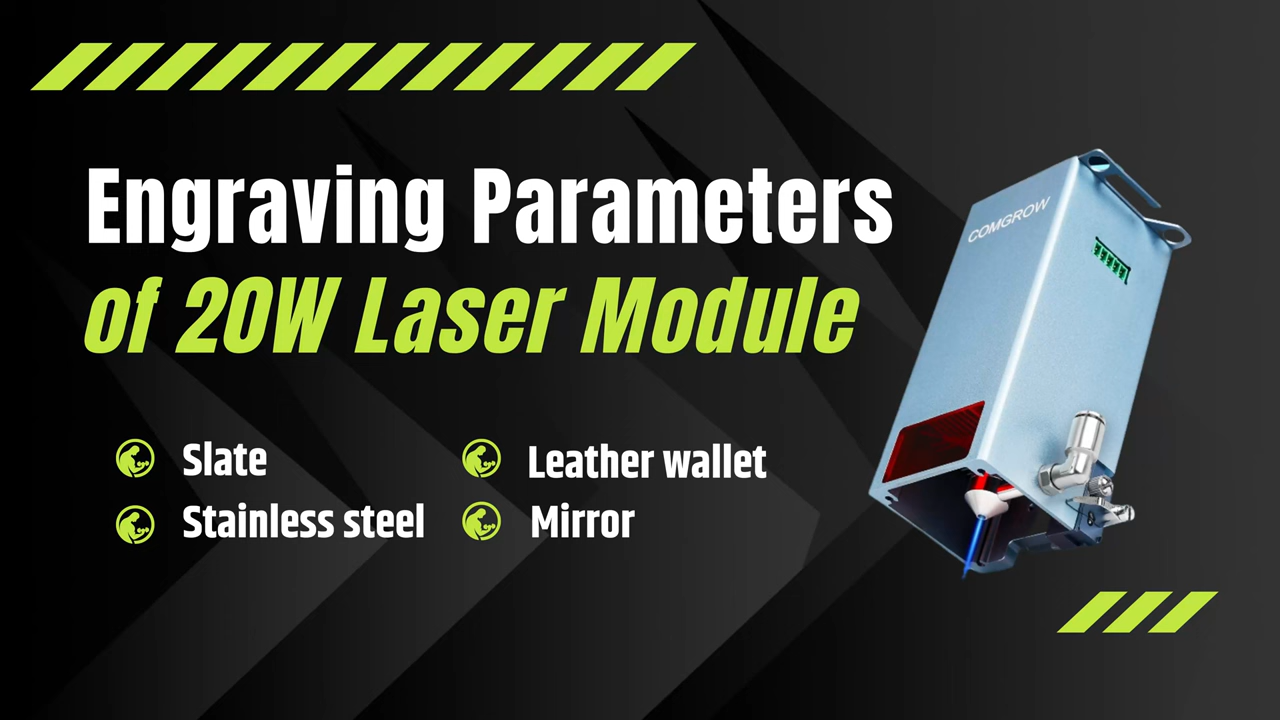 Engraving Parameters
of 20W Laser Module
COMGROW
Slate
Leather wallet
Stainless steel
Mirror